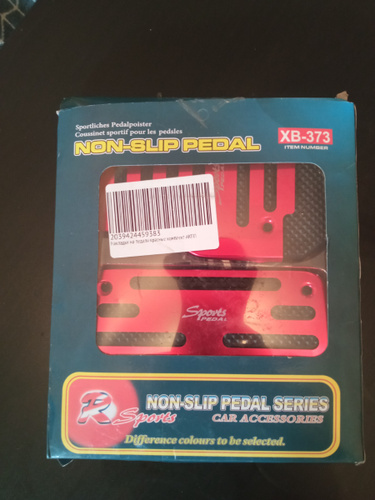 Sportliches Pedalpolster
Coussinet sportif pour les pedales
NON-SLIP PEDAL
XB-373
ITEM NUMBER
2039424459383
Sports
PEDAL
R
Sports
NON-SLIP PEDAL SERIES
CAR ACCESSORIES
Difference colours to be selected.